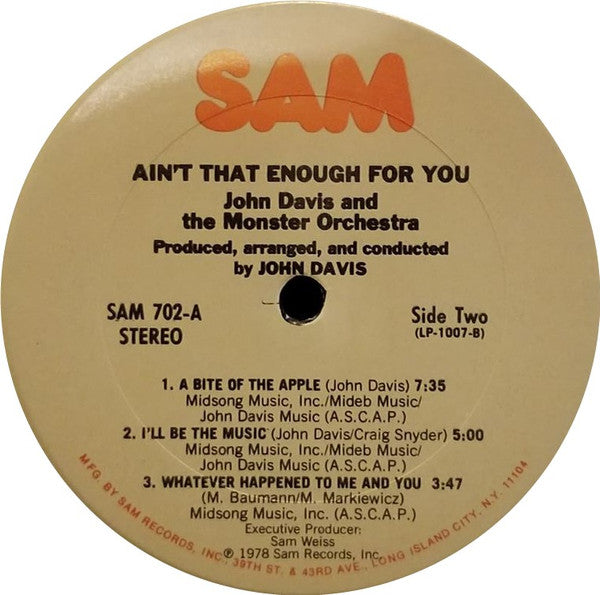 SAM
AIN'T THAT ENOUGH FOR YOU
John Davis and
the Monster Orchestra
Produced, arranged, and conducted
by JOHN DAVIS
SAM 702-A
STEREO
Side Two
(LP-1007-B)
1. A BITE OF THE APPLE (John Davis) 7:35
Midsong Music, Inc./Mideb Music/
John Davis Music (A.S.C.A.P.)
2. I'LL BE THE MUSIC (John Davis/Craig Snyder) 5:00
Midsong Music, Inc./Mideb Music/
John Davis Music (A.S.C.A.P.)
3. WHATEVER HAPPENED TO ME AND YOU 3:47
(M. Baumann/M. Markiewicz)
Midsong Music, Inc. (A.S.C.A.P.)
Executive Producer:
Sam Weiss
℗ 1978 Sam Records, Inc.
MFG. BY SAM RECORDS, INC., 39TH ST. & 43RD AVE., LONG ISLAND CITY, N.Y. 11104